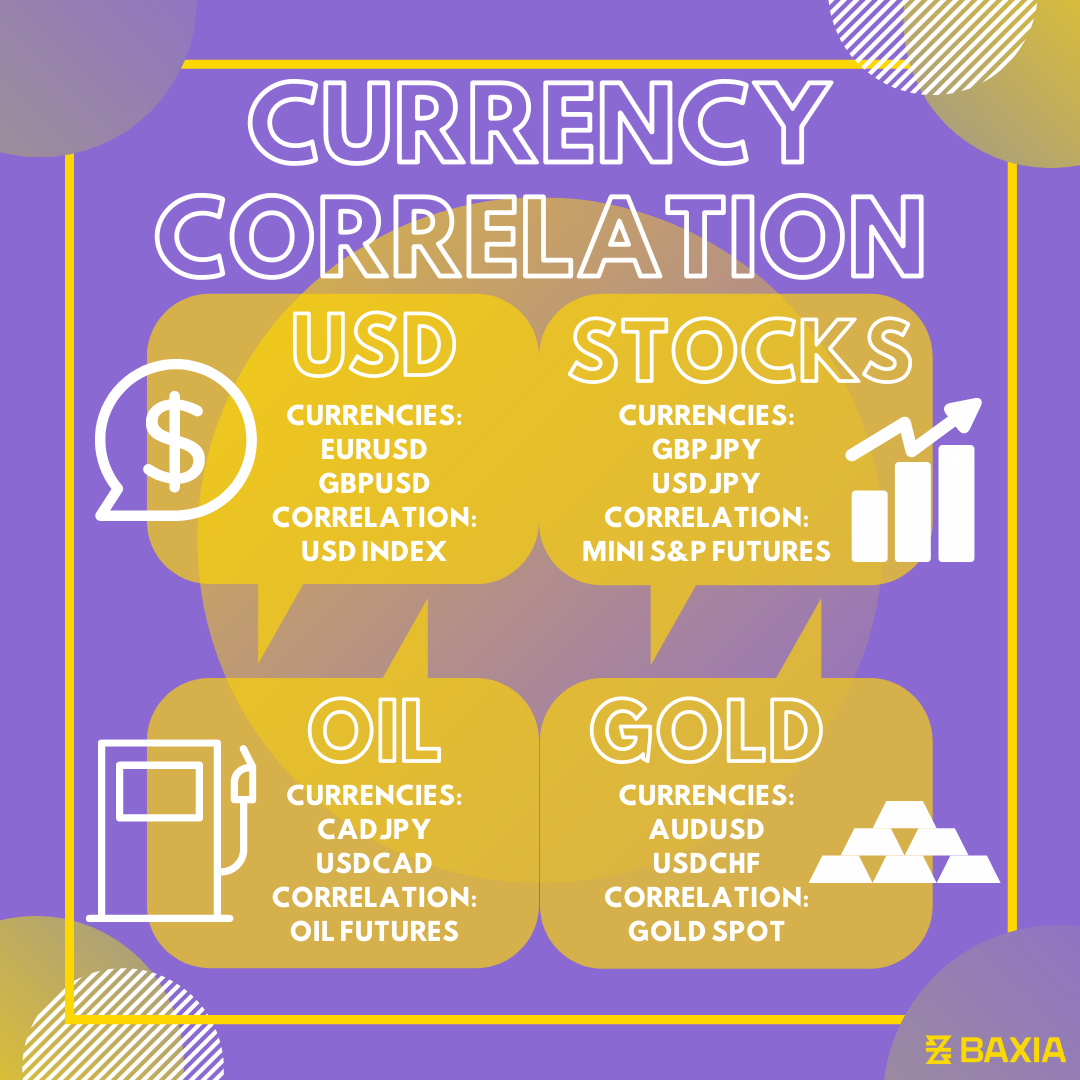 CURRENCY
CORRELATION
USD
CURRENCIES:
EURUSD
GBPUSD
CORRELATION:
USD INDEX
STOCKS
CURRENCIES:
GBPJPY
USDJPY
CORRELATION:
MINI S&P FUTURES
OIL
CURRENCIES:
CADJPY
USDCAD
CORRELATION:
OIL FUTURES
GOLD
CURRENCIES:
AUDUSD
USDCHF
CORRELATION:
GOLD SPOT
BAXIA